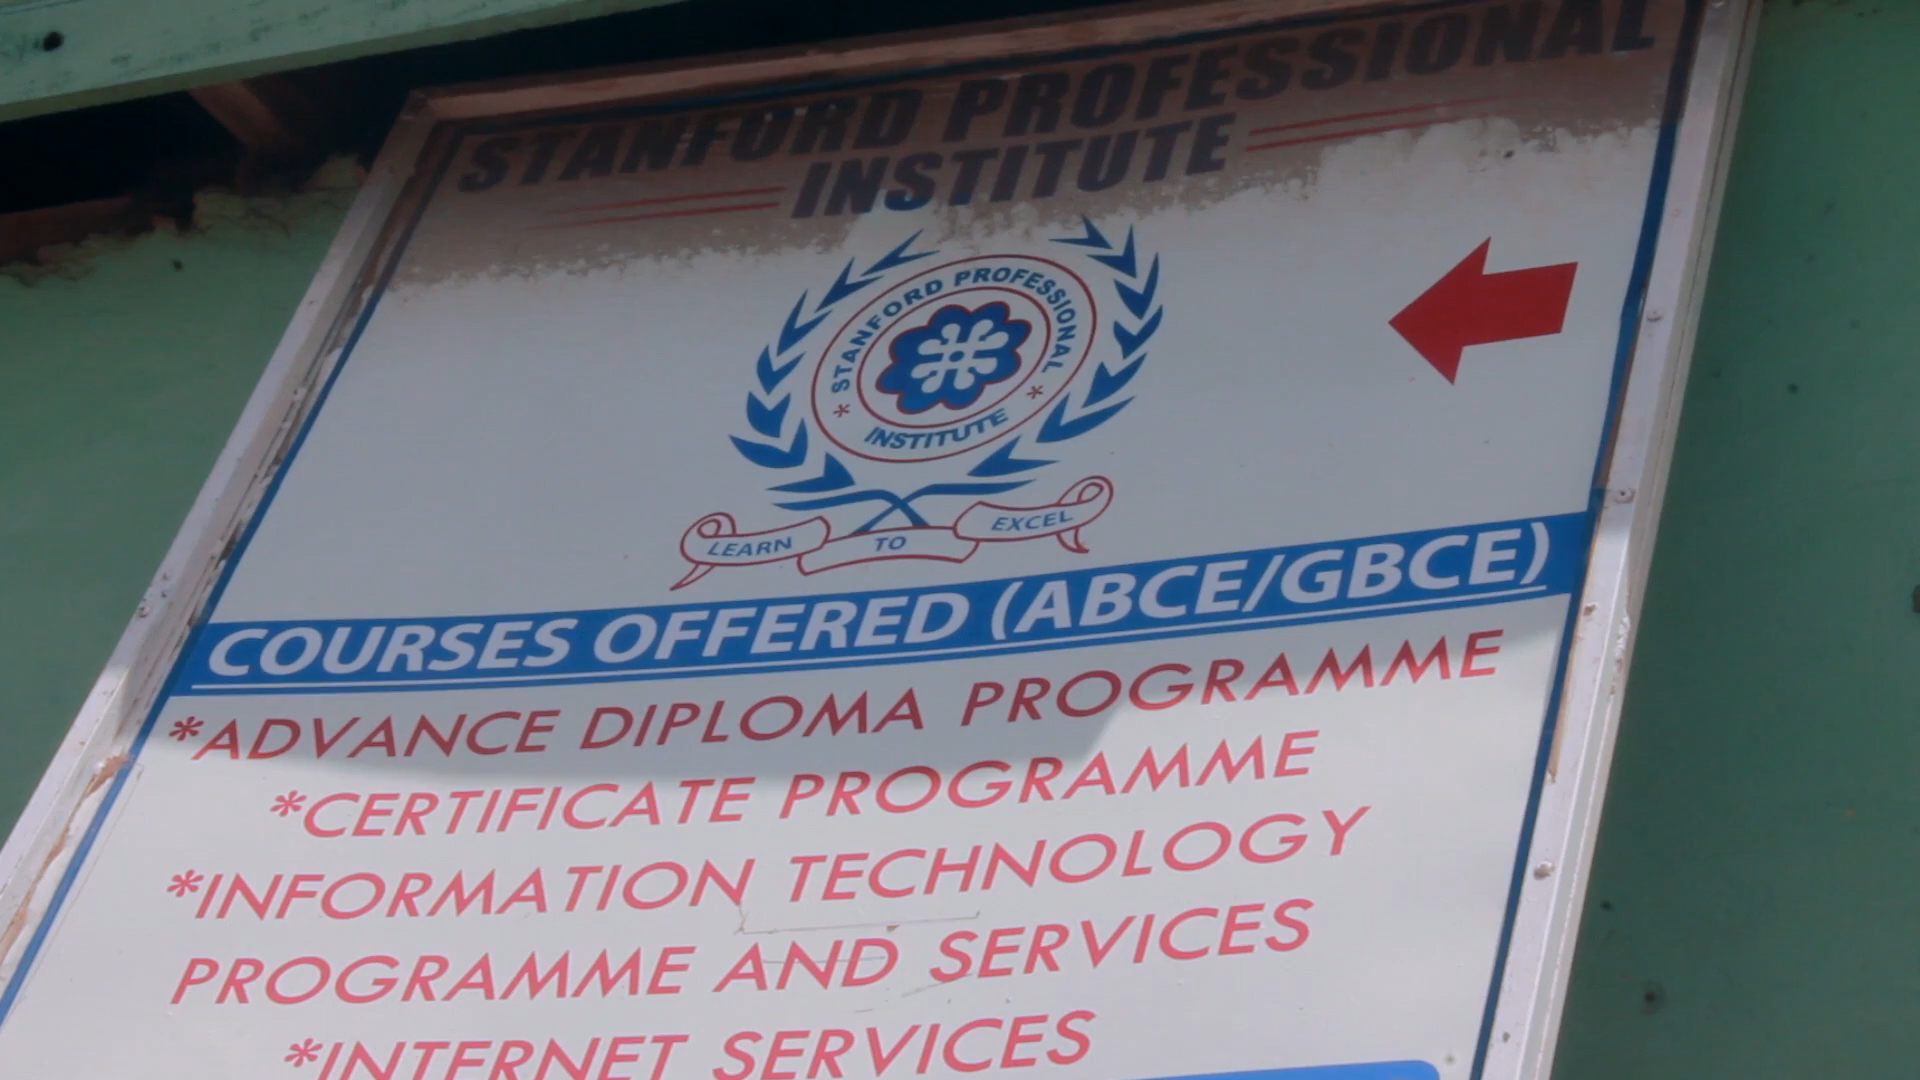 STANFORD PROFESSIONAL
INSTITUTE
* STANFORD PROFESSIONAL *
INSTITUTE
LEARN TO EXCEL
COURSES OFFERED (ABCE/GBCE)
*ADVANCE DIPLOMA PROGRAMME
*CERTIFICATE PROGRAMME
*INFORMATION TECHNOLOGY
PROGRAMME AND SERVICES
*INTERNET SERVICES